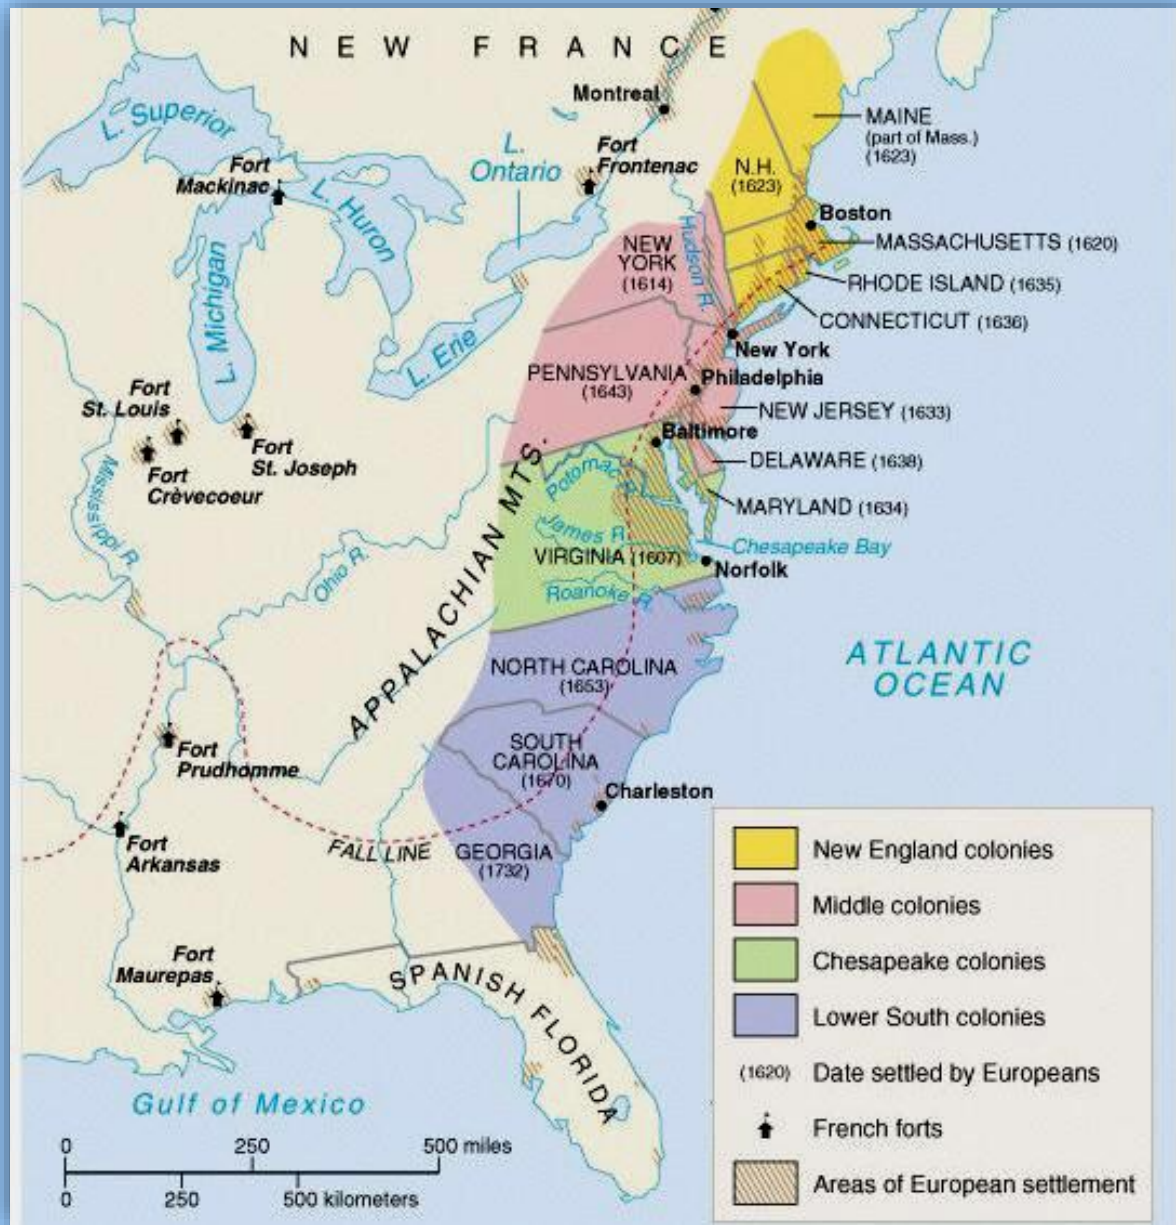 NEW FRANCE
Montreal
L. Superior
Fort
Mackinac
L. Huron
L. Michigan
L.
Ontario
Fort
Frontenac
L. Erie
MAINE
(part of Mass.)
(1623)
N.H.
(1623)
Boston
MASSACHUSETTS (1620)
RHODE ISLAND (1635)
CONNECTICUT (1636)
NEW
YORK
(1614)
Hudson R.
New York
PENNSYLVANIA
(1643)
Philadelphia
NEW JERSEY (1633)
Baltimore
DELAWARE (1638)
MARYLAND (1634)
Fort
St. Louis
Fort
Crèvecoeur
Fort
St. Joseph
Mississippi R.
Ohio R.
APPALACHIAN MTS.
Potomac R.
James R.
VIRGINIA (1607)
Chesapeake Bay
Norfolk
Roanoke R.
NORTH CAROLINA
(1653)
ATLANTIC
OCEAN
SOUTH
CAROLINA
(1670)
Charleston
Fort
Prudhomme
Fort
Arkansas
FALL LINE
GEORGIA
(1732)
Fort
Maurepas
SPANISH FLORIDA
Gulf of Mexico
0 250 500 miles
0 250 500 kilometers
New England colonies
Middle colonies
Chesapeake colonies
Lower South colonies
(1620) Date settled by Europeans
French forts
Areas of European settlement